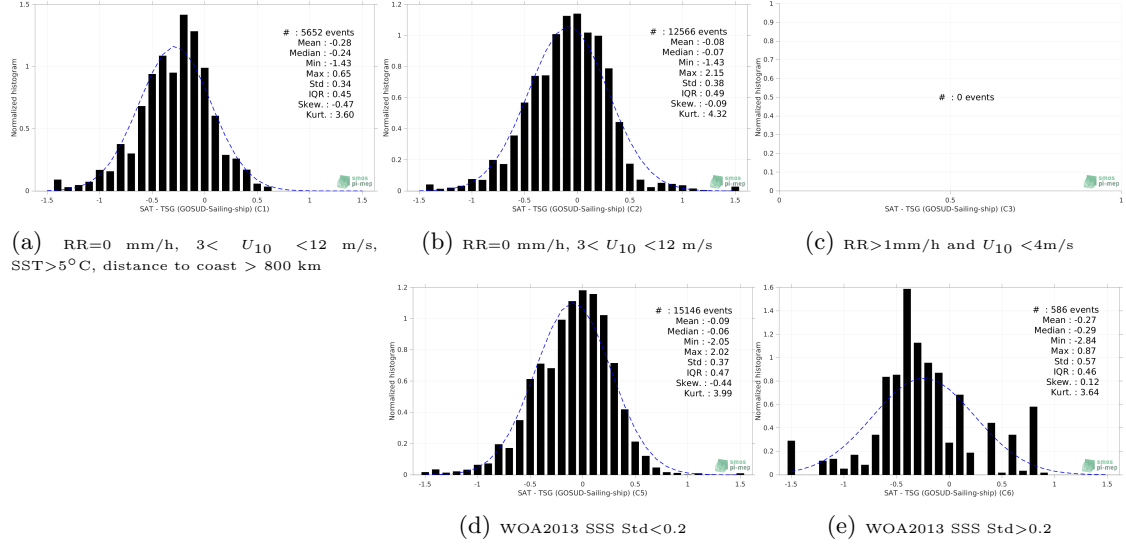 Normalized histogram
1.5
1
0.5
0
-1.5 -1 -0.5 0 0.5 1 1.5
SAT - TSG (GOSUD-Sailing-ship) (C1)
# : 5652 events
Mean : -0.28
Median : -0.24
Min : -1.43
Max : 0.65
Std : 0.34
IQR : 0.45
Skew. : -0.47
Kurt. : 3.60
smos
pi-mep
Normalized histogram
1.2
1
0.8
0.6
0.4
0.2
0
-1.5 -1 -0.5 0 0.5 1 1.5
SAT - TSG (GOSUD-Sailing-ship) (C2)
# : 12566 events
Mean : -0.08
Median : -0.07
Min : -1.43
Max : 2.15
Std : 0.38
IQR : 0.49
Skew. : -0.09
Kurt. : 4.32
smos
pi-mep
Normalized histogram
1
0.9
0.8
0.7
0.6
0.5
0.4
0.3
0.2
0.1
0
0 0.5 1
SAT - TSG (GOSUD-Sailing-ship) (C3)
# : 0 events
smos
pi-mep
(a) RR=0 mm/h, 3< U10 <12 m/s,
SST>5°C, distance to coast > 800 km
(b) RR=0 mm/h, 3< U10 <12 m/s
(c) RR>1mm/h and U10 <4m/s
Normalized histogram
1.2
1
0.8
0.6
0.4
0.2
0
-1.5 -1 -0.5 0 0.5 1 1.5
SAT - TSG (GOSUD-Sailing-ship) (C5)
# : 15146 events
Mean : -0.09
Median : -0.06
Min : -2.05
Max : 2.02
Std : 0.37
IQR : 0.47
Skew. : -0.44
Kurt. : 3.99
smos
pi-mep
Normalized histogram
1.6
1.4
1.2
1
0.8
0.6
0.4
0.2
0
-1.5 -1 -0.5 0 0.5 1 1.5
SAT - TSG (GOSUD-Sailing-ship) (C6)
# : 586 events
Mean : -0.27
Median : -0.29
Min : -2.84
Max : 0.87
Std : 0.57
IQR : 0.46
Skew. : 0.12
Kurt. : 3.64
smos
pi-mep
(d) WOA2013 SSS Std<0.2
(e) WOA2013 SSS Std>0.2